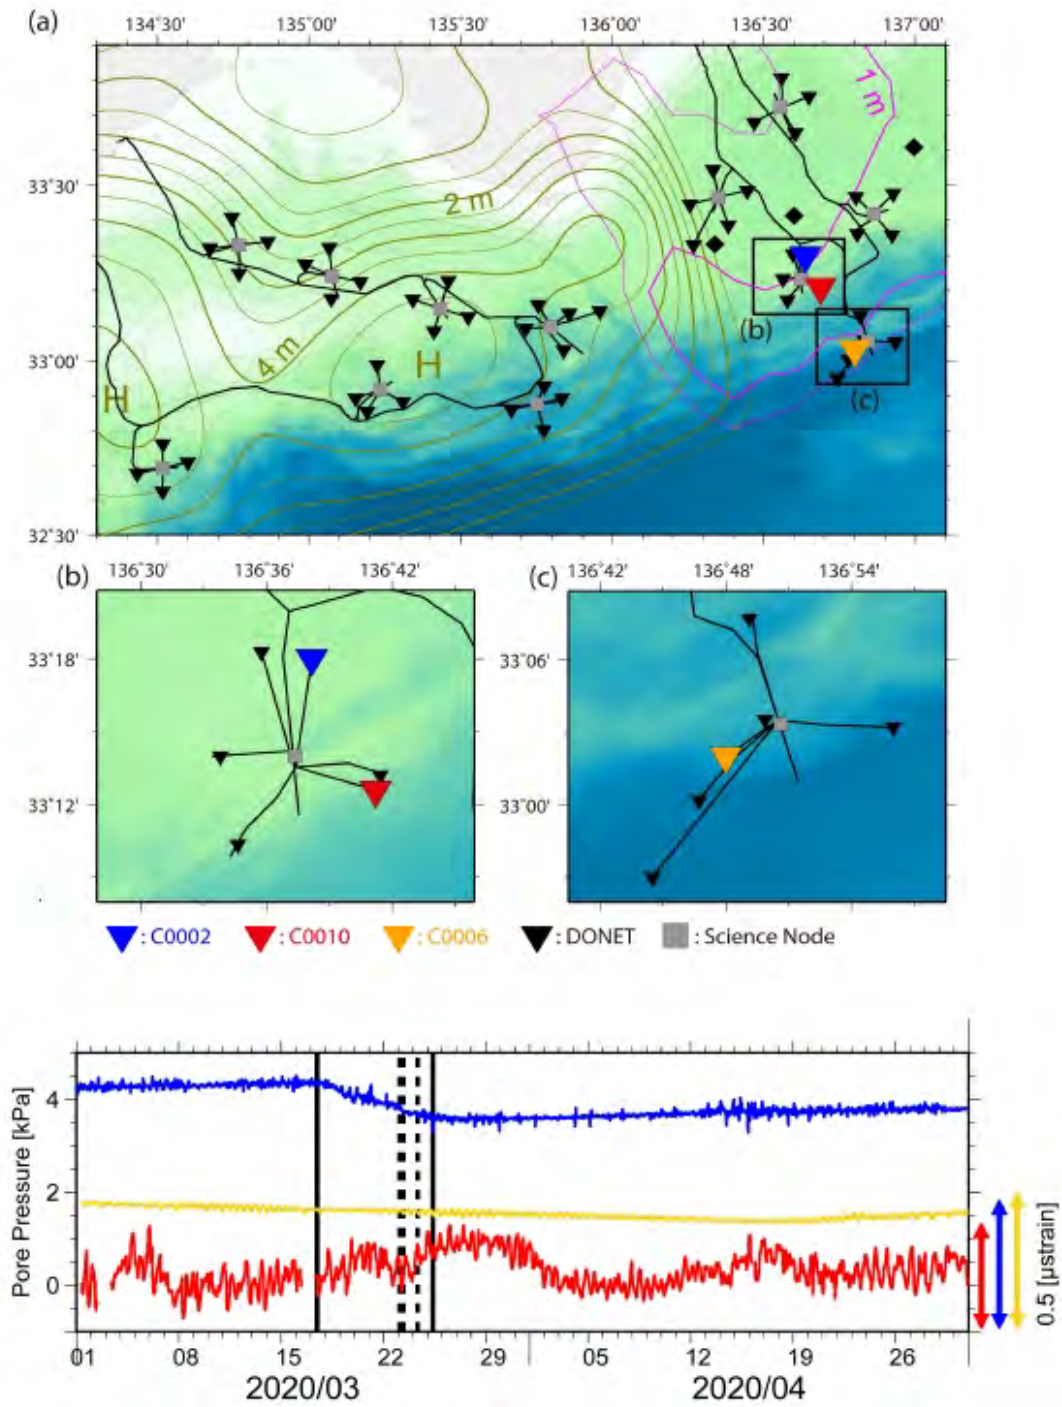 (a)
134˚30' 135˚00' 135˚30' 136˚00' 136˚30' 137˚00'
1 m
33˚30'
2 m
4 m
H
H
33˚00'
(b)
(c)
32˚30'
(b) 136˚30' 136˚36' 136˚42'
33˚18'
33˚12'
(c) 136˚42' 136˚48' 136˚54'
33˚06'
33˚00'
: C0002 : C0010 : C0006 : DONET : Science Node
Pore Pressure [kPa]
4
2
0
0.5 [μstrain]
01 08 15 22 29 05 12 19 26
2020/03 2020/04